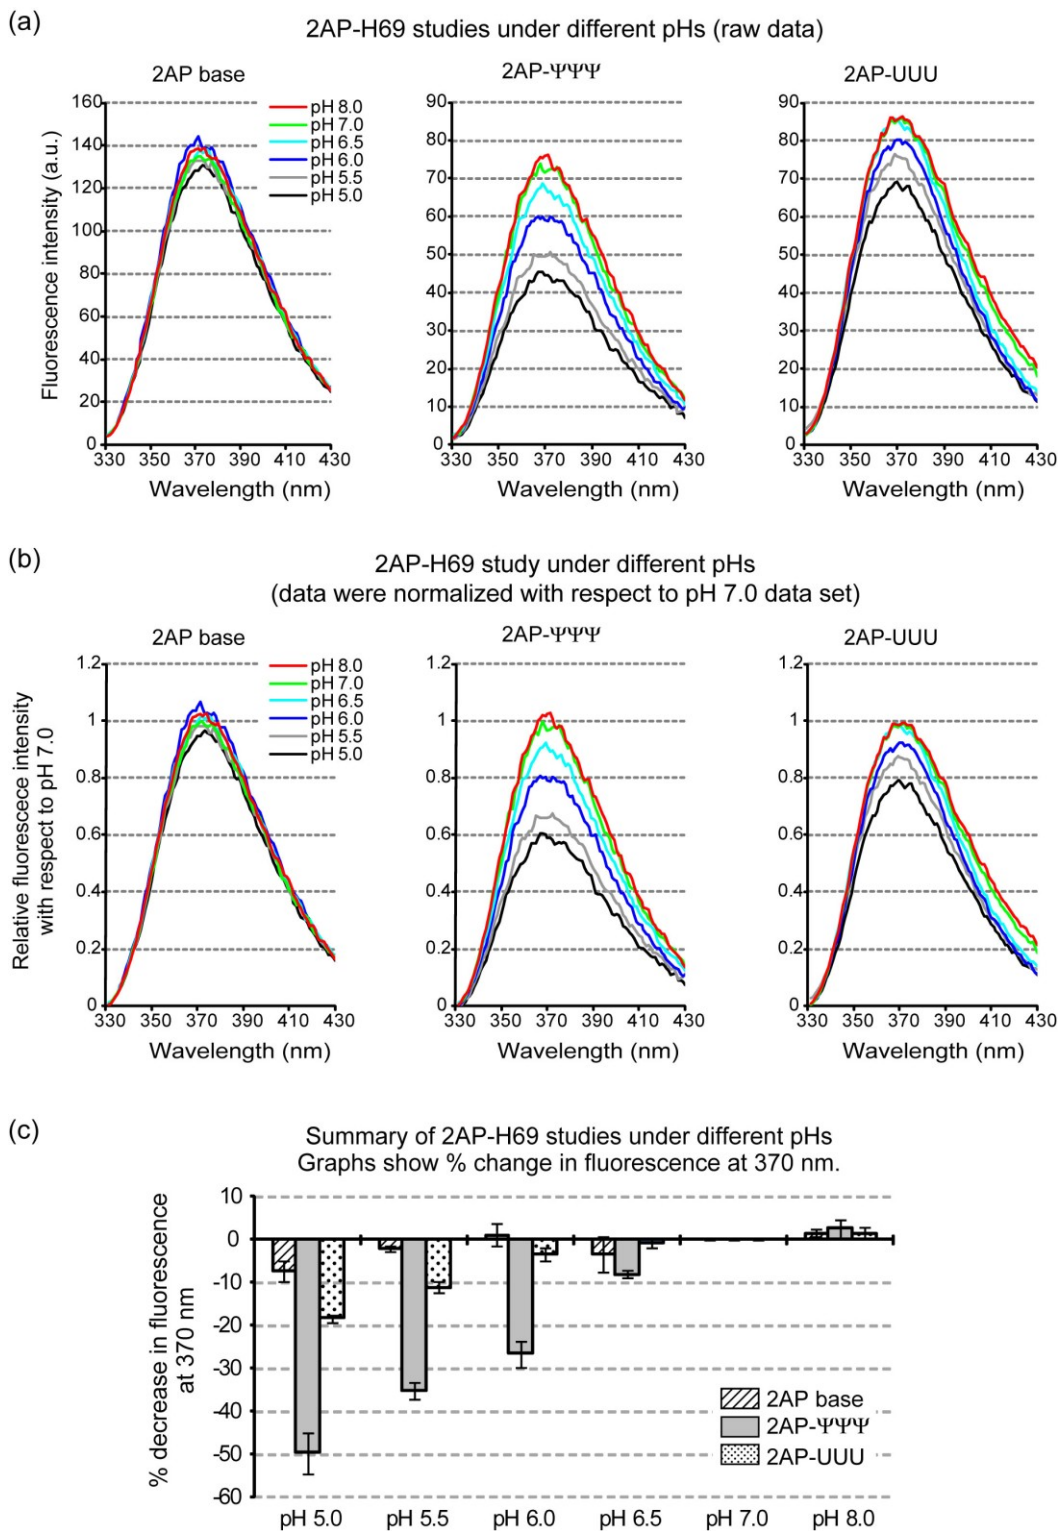 (a)
2AP-H69 studies under different pHs (raw data)
2AP base
2AP-ΨΨΨ
2AP-UUU
Fluorescence intensity (a.u.)
160
140
120
100
80
60
40
20
0
pH 8.0
pH 7.0
pH 6.5
pH 6.0
pH 5.5
pH 5.0
330 350 370 390 410 430
Wavelength (nm)
90
80
70
60
50
40
30
20
10
0
330 350 370 390 410 430
Wavelength (nm)
90
80
70
60
50
40
30
20
10
0
330 350 370 390 410 430
Wavelength (nm)
(b)
2AP-H69 study under different pHs
(data were normalized with respect to pH 7.0 data set)
2AP base
2AP-ΨΨΨ
2AP-UUU
Relative fluorescece intensity
with respect to pH 7.0
1.2
1
0.8
0.6
0.4
0.2
0
pH 8.0
pH 7.0
pH 6.5
pH 6.0
pH 5.5
pH 5.0
330 350 370 390 410 430
Wavelength (nm)
1.2
1
0.8
0.6
0.4
0.2
0
330 350 370 390 410 430
Wavelength (nm)
1.2
1
0.8
0.6
0.4
0.2
0
330 350 370 390 410 430
Wavelength (nm)
(c)
Summary of 2AP-H69 studies under different pHs
Graphs show % change in fluorescence at 370 nm.
% decrease in fluorescence
at 370 nm
10
0
-10
-20
-30
-40
-50
-60
2AP base
2AP-ΨΨΨ
2AP-UUU
pH 5.0 pH 5.5 pH 6.0 pH 6.5 pH 7.0 pH 8.0